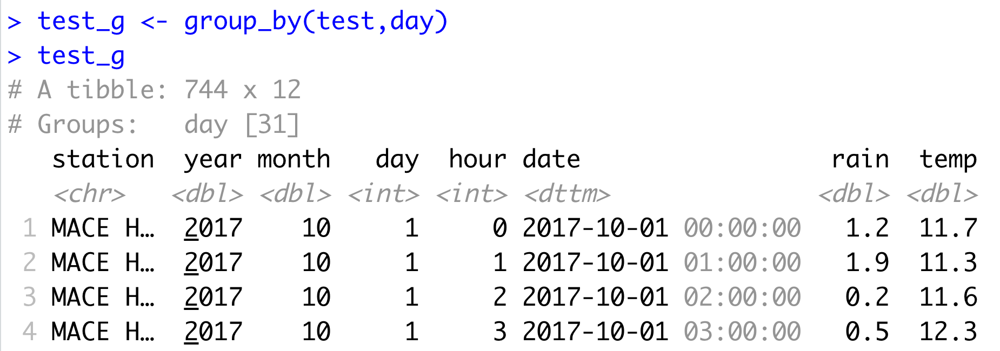 > test_g <- group_by(test,day)
> test_g
# A tibble: 744 x 12
# Groups:   day [31]
   station  year month   day  hour date                 rain  temp
   <chr>   <dbl> <dbl> <int> <int> <dttm>              <dbl> <dbl>
 1 MACE H…  2017    10     1     0 2017-10-01 00:00:00   1.2  11.7
 2 MACE H…  2017    10     1     1 2017-10-01 01:00:00   1.9  11.3
 3 MACE H…  2017    10     1     2 2017-10-01 02:00:00   0.2  11.6
 4 MACE H…  2017    10     1     3 2017-10-01 03:00:00   0.5  12.3